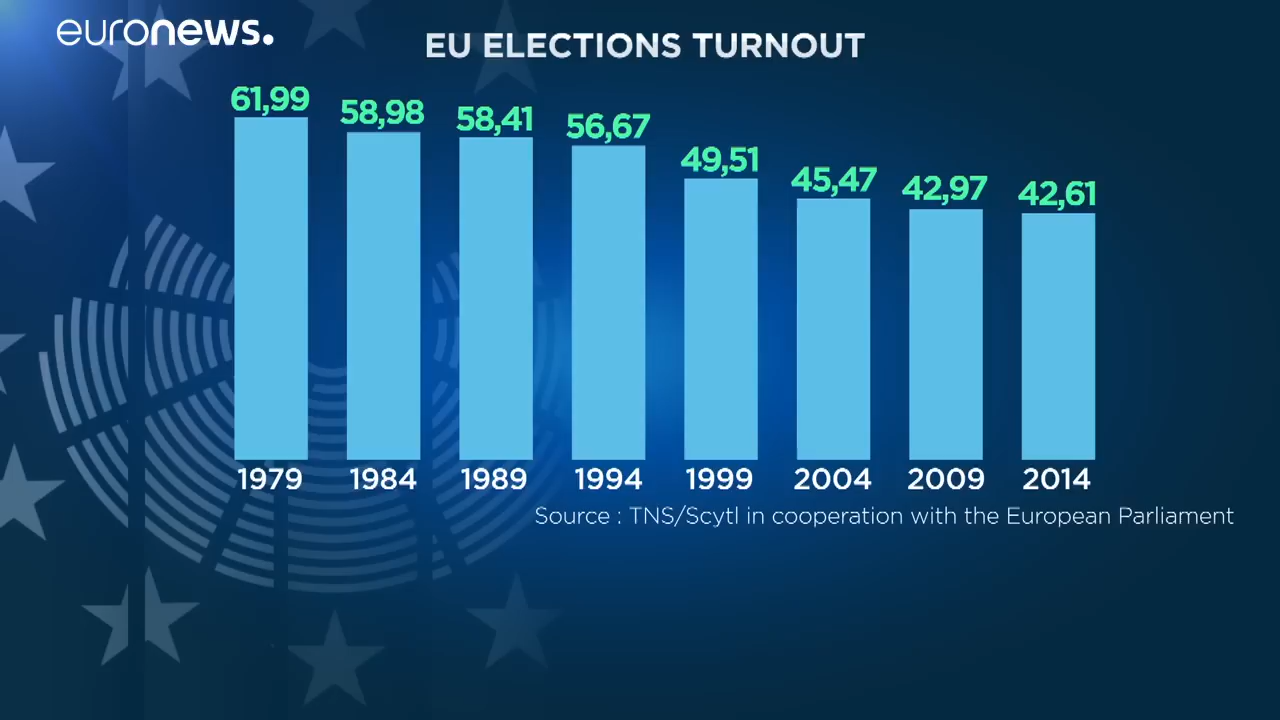 euronews.
EU ELECTIONS TURNOUT
61,99 58,98 58,41 56,67 49,51 45,47 42,97 42,61
1979 1984 1989 1994 1999 2004 2009 2014
Source : TNS/Scytl in cooperation with the European Parliament